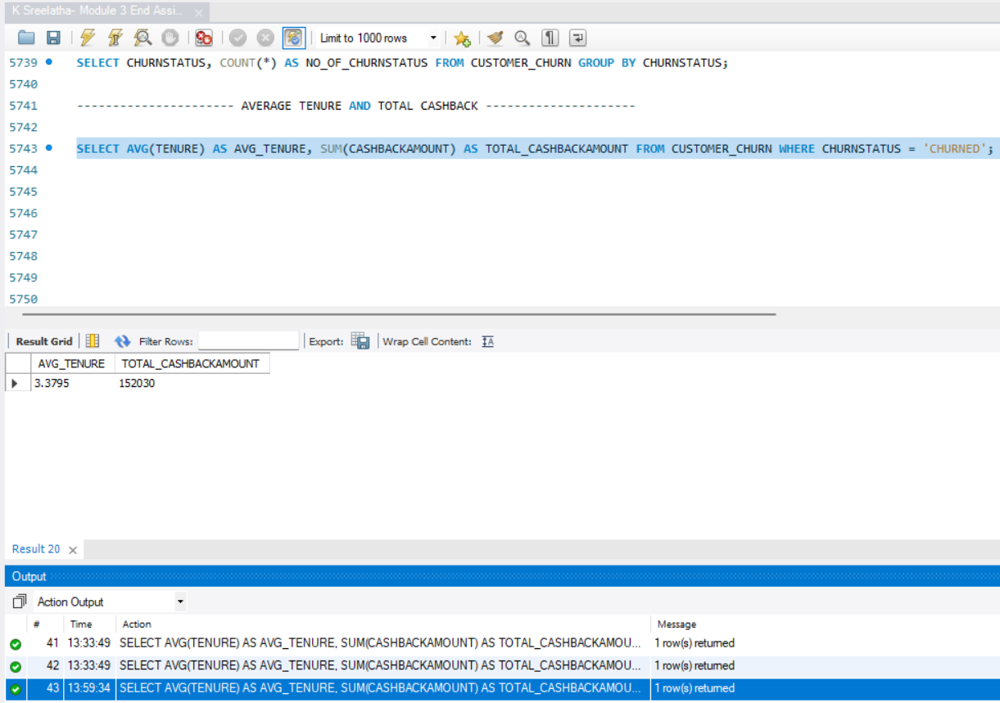 K Sreelatha- Module 3 End Assi...
Limit to 1000 rows
5739 SELECT CHURNSTATUS, COUNT(*) AS NO_OF_CHURNSTATUS FROM CUSTOMER_CHURN GROUP BY CHURNSTATUS;
5740
5741 ---------------------- AVERAGE TENURE AND TOTAL CASHBACK ---------------------
5742
5743 SELECT AVG(TENURE) AS AVG_TENURE, SUM(CASHBACKAMOUNT) AS TOTAL_CASHBACKAMOUNT FROM CUSTOMER_CHURN WHERE CHURNSTATUS = 'CHURNED';
5744
5745
5746
5747
5748
5749
5750
Result Grid Filter Rows: Export: Wrap Cell Content:
AVG_TENURE TOTAL_CASHBACKAMOUNT
3.3795 152030
Result 20
Output
Action Output
# Time Action Message
41 13:33:49 SELECT AVG(TENURE) AS AVG_TENURE, SUM(CASHBACKAMOUNT) AS TOTAL_CASHBACKAMOU... 1 row(s) returned
42 13:33:49 SELECT AVG(TENURE) AS AVG_TENURE, SUM(CASHBACKAMOUNT) AS TOTAL_CASHBACKAMOU... 1 row(s) returned
43 13:59:34 SELECT AVG(TENURE) AS AVG_TENURE, SUM(CASHBACKAMOUNT) AS TOTAL_CASHBACKAMOU... 1 row(s) returned